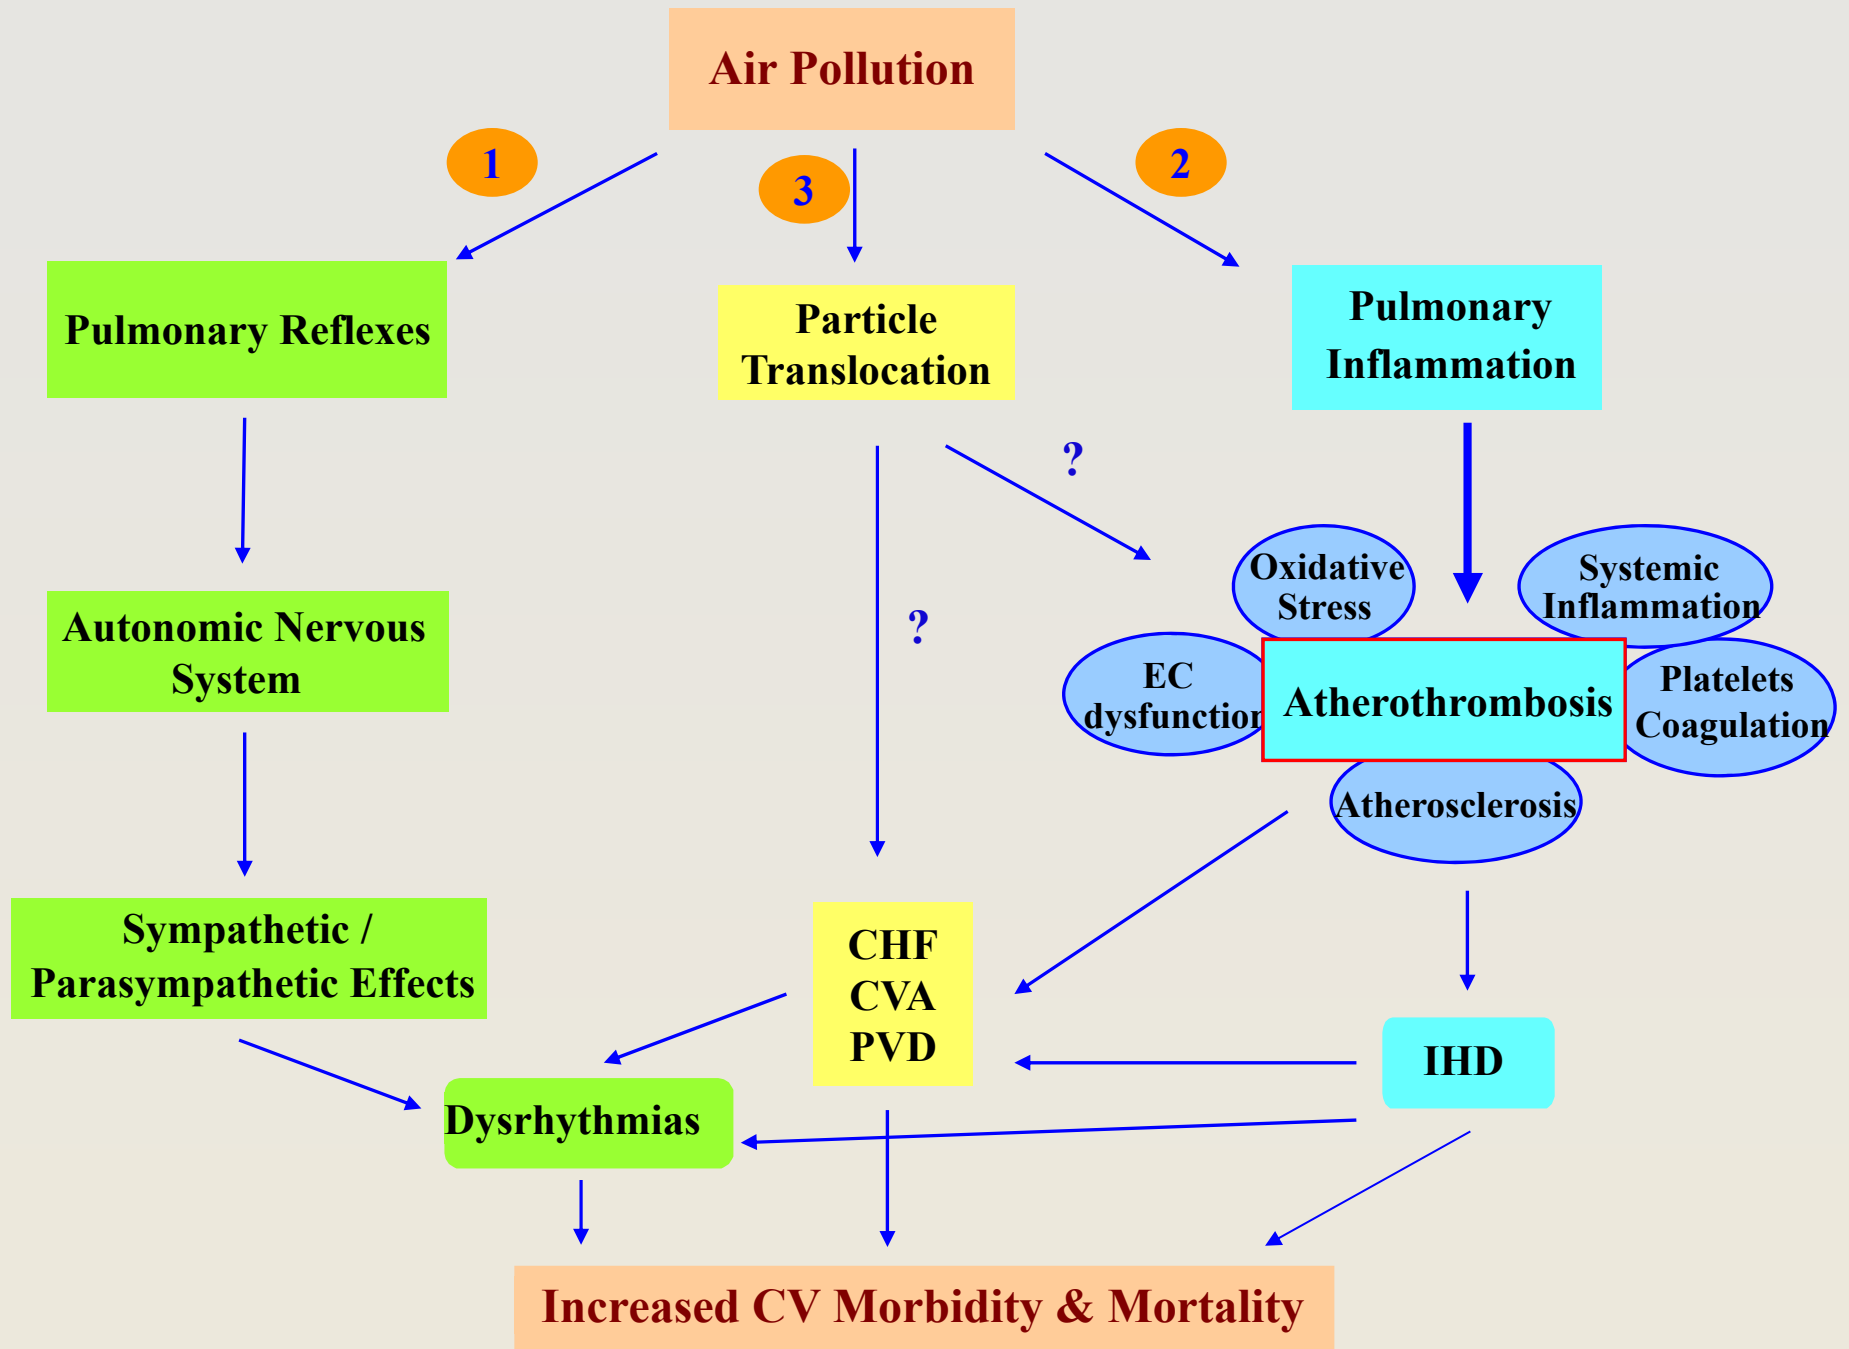 Air Pollution
1
3
2
Pulmonary Reflexes
Particle
Translocation
Pulmonary
Inflammation
?
?
Oxidative
Stress
Systemic
Inflammation
EC
dysfunction
Atherothrombosis
Platelets
Coagulation
Atherosclerosis
Autonomic Nervous
System
Sympathetic /
Parasympathetic Effects
CHF
CVA
PVD
IHD
Dysrhythmias
Increased CV Morbidity & Mortality